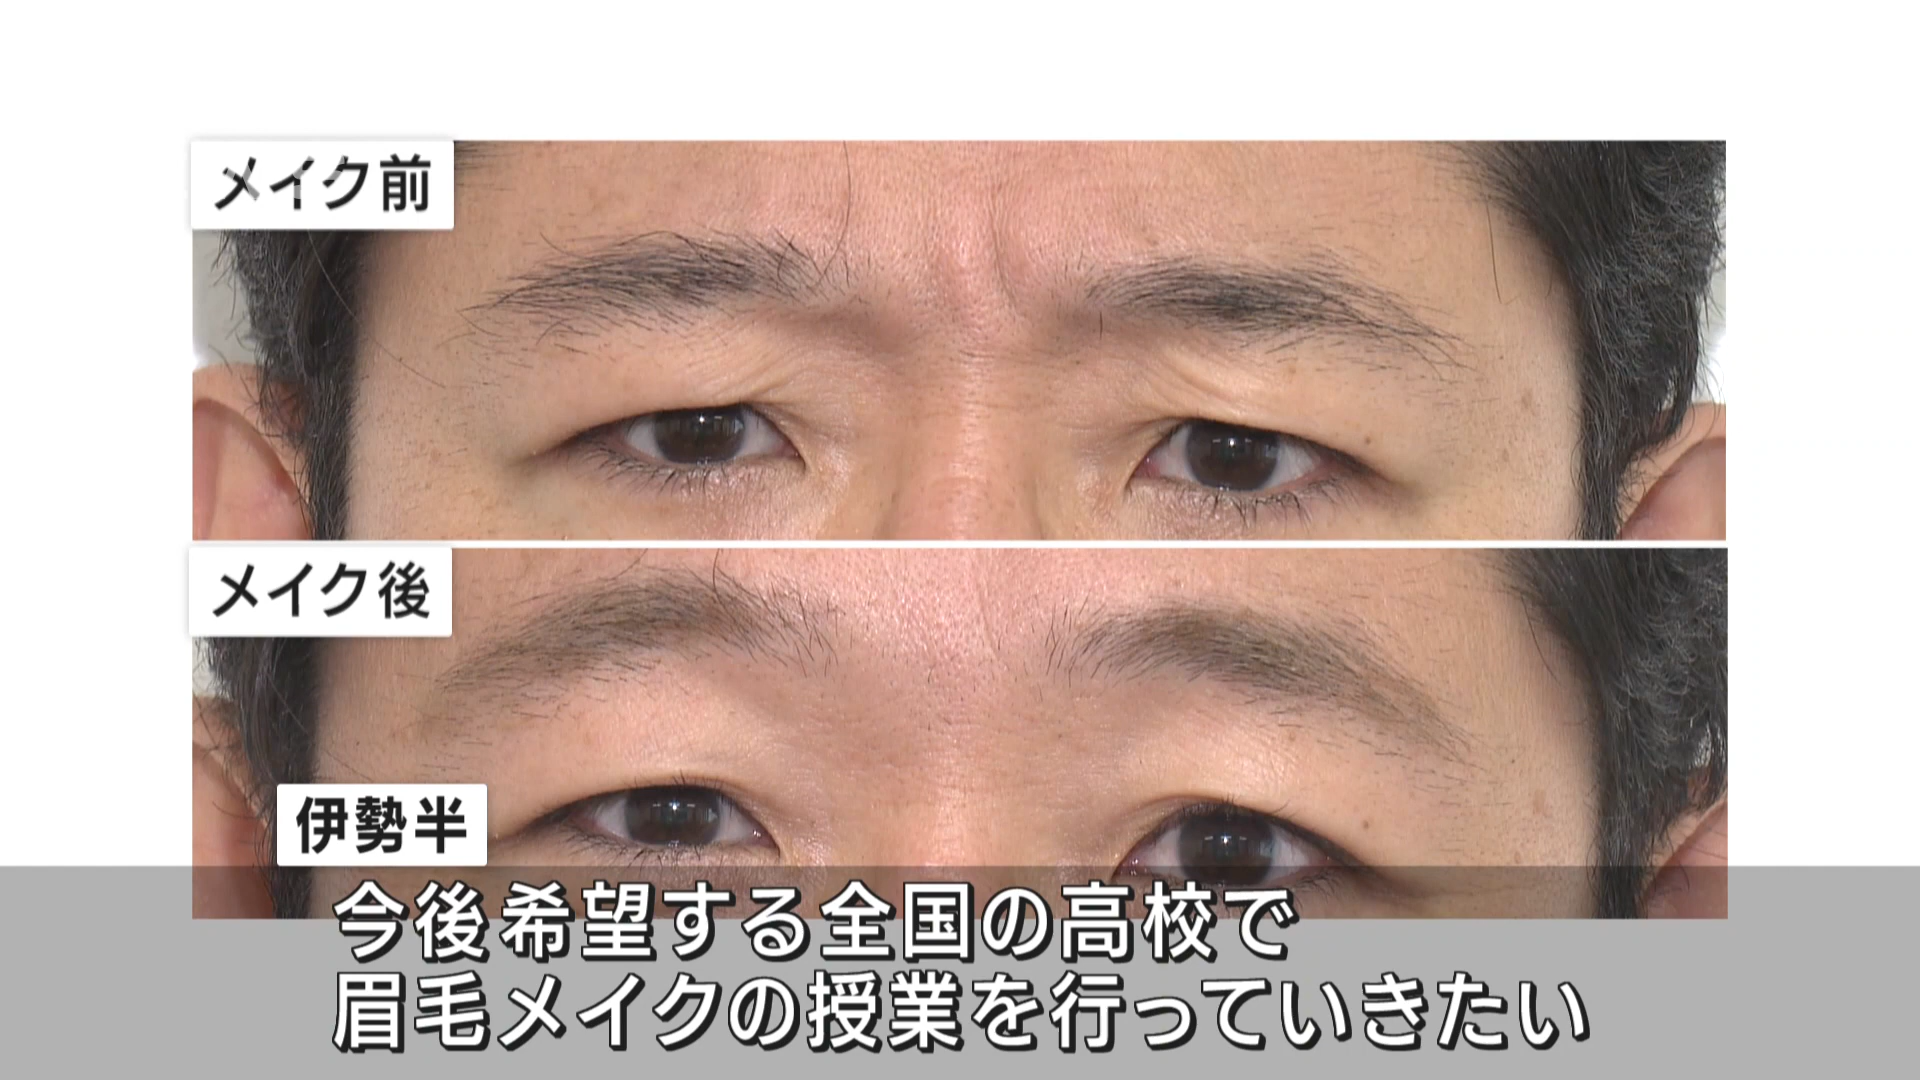 メイク前
メイク後
伊勢半
今後希望する全国の高校で
眉毛メイクの授業を行っていきたい